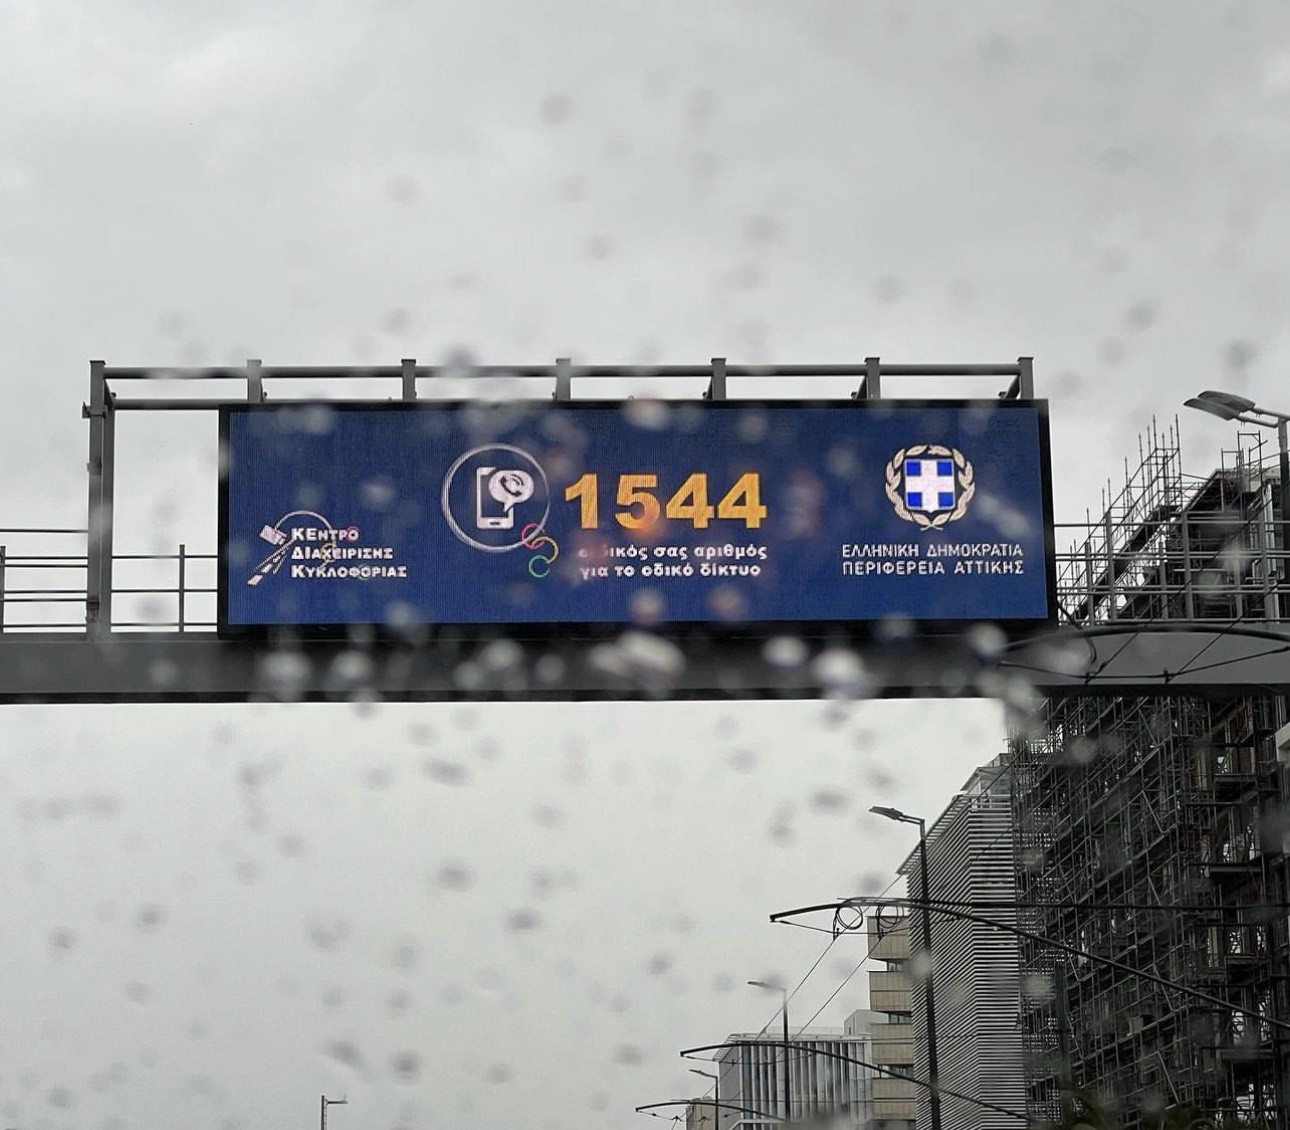 ΚΕντρο
Διαχειρισης
Κυκλοφοριας
1544
σας αριθμός
για το οδικό δίκτυο
ΕΛΛΗΝΙΚΗ ΔΗΜΟΚΡΑΤΙΑ
ΠΕΡΙΦΕΡΕΙΑ ΑΤΤΙΚΗΣ